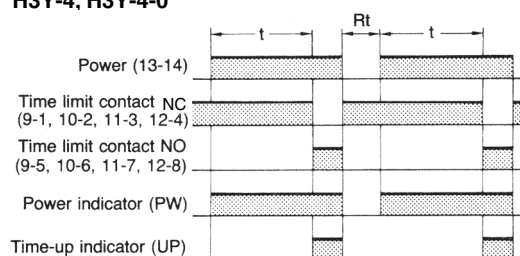 H3Y-4, H3Y-4-0
Rt
t
t
Power (13-14)
Time limit contact NC
(9-1, 10-2, 11-3, 12-4)
Time limit contact NO
(9-5, 10-6, 11-7, 12-8)
Power indicator (PW)
Time-up indicator (UP)